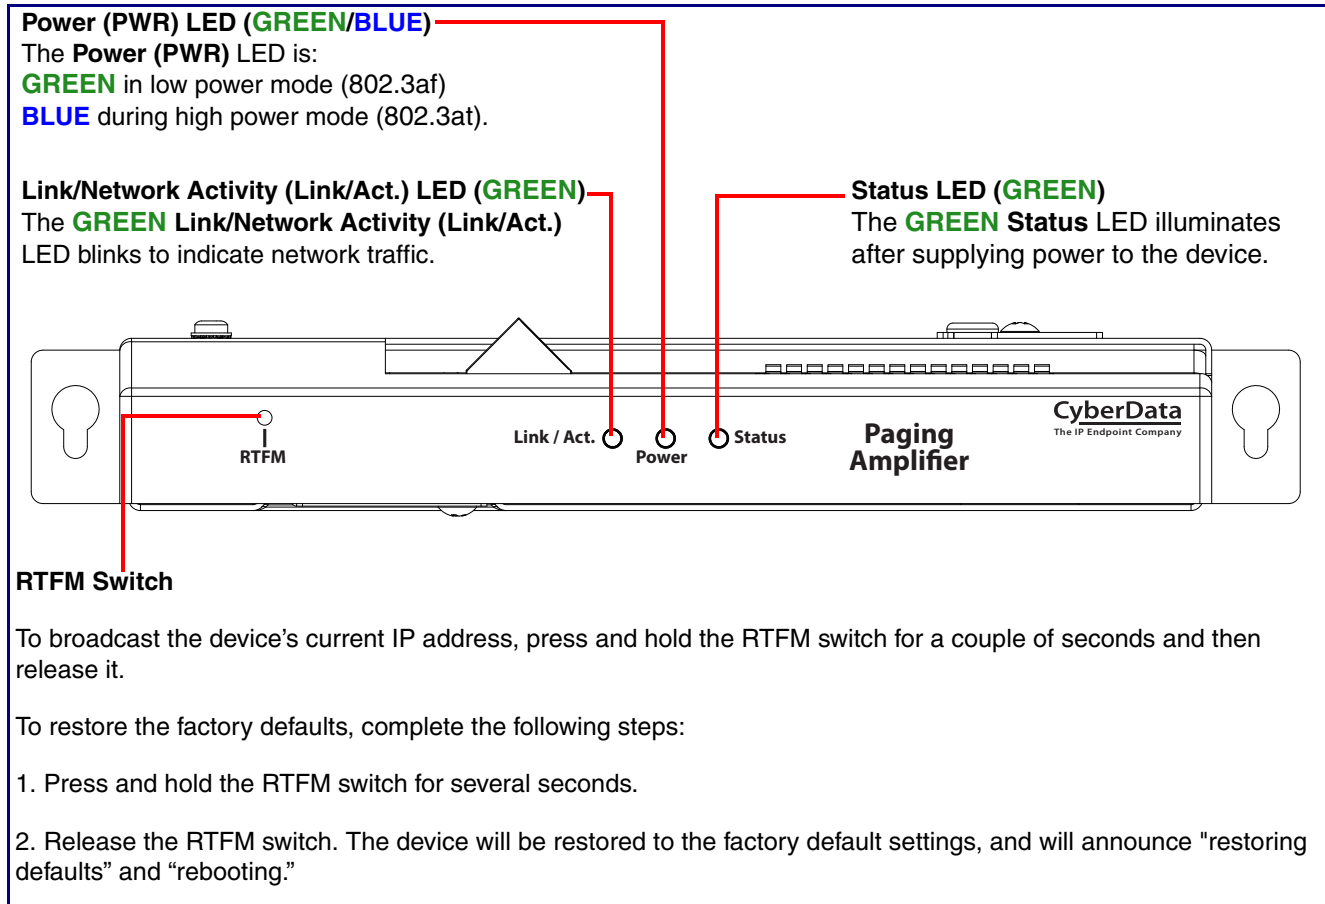 Power (PWR) LED (GREEN/BLUE)
The Power (PWR) LED is:
GREEN in low power mode (802.3af)
BLUE during high power mode (802.3at).
Link/Network Activity (Link/Act.) LED (GREEN)
The GREEN Link/Network Activity (Link/Act.)
LED blinks to indicate network traffic.
Status LED (GREEN)
The GREEN Status LED illuminates
after supplying power to the device.
RTFM
Link / Act.
Power
Status
Paging
Amplifier
CyberData
The IP Endpoint Company
RTFM Switch
To broadcast the device’s current IP address, press and hold the RTFM switch for a couple of seconds and then
release it.
To restore the factory defaults, complete the following steps:
1. Press and hold the RTFM switch for several seconds.
2. Release the RTFM switch. The device will be restored to the factory default settings, and will announce "restoring
defaults” and “rebooting.”